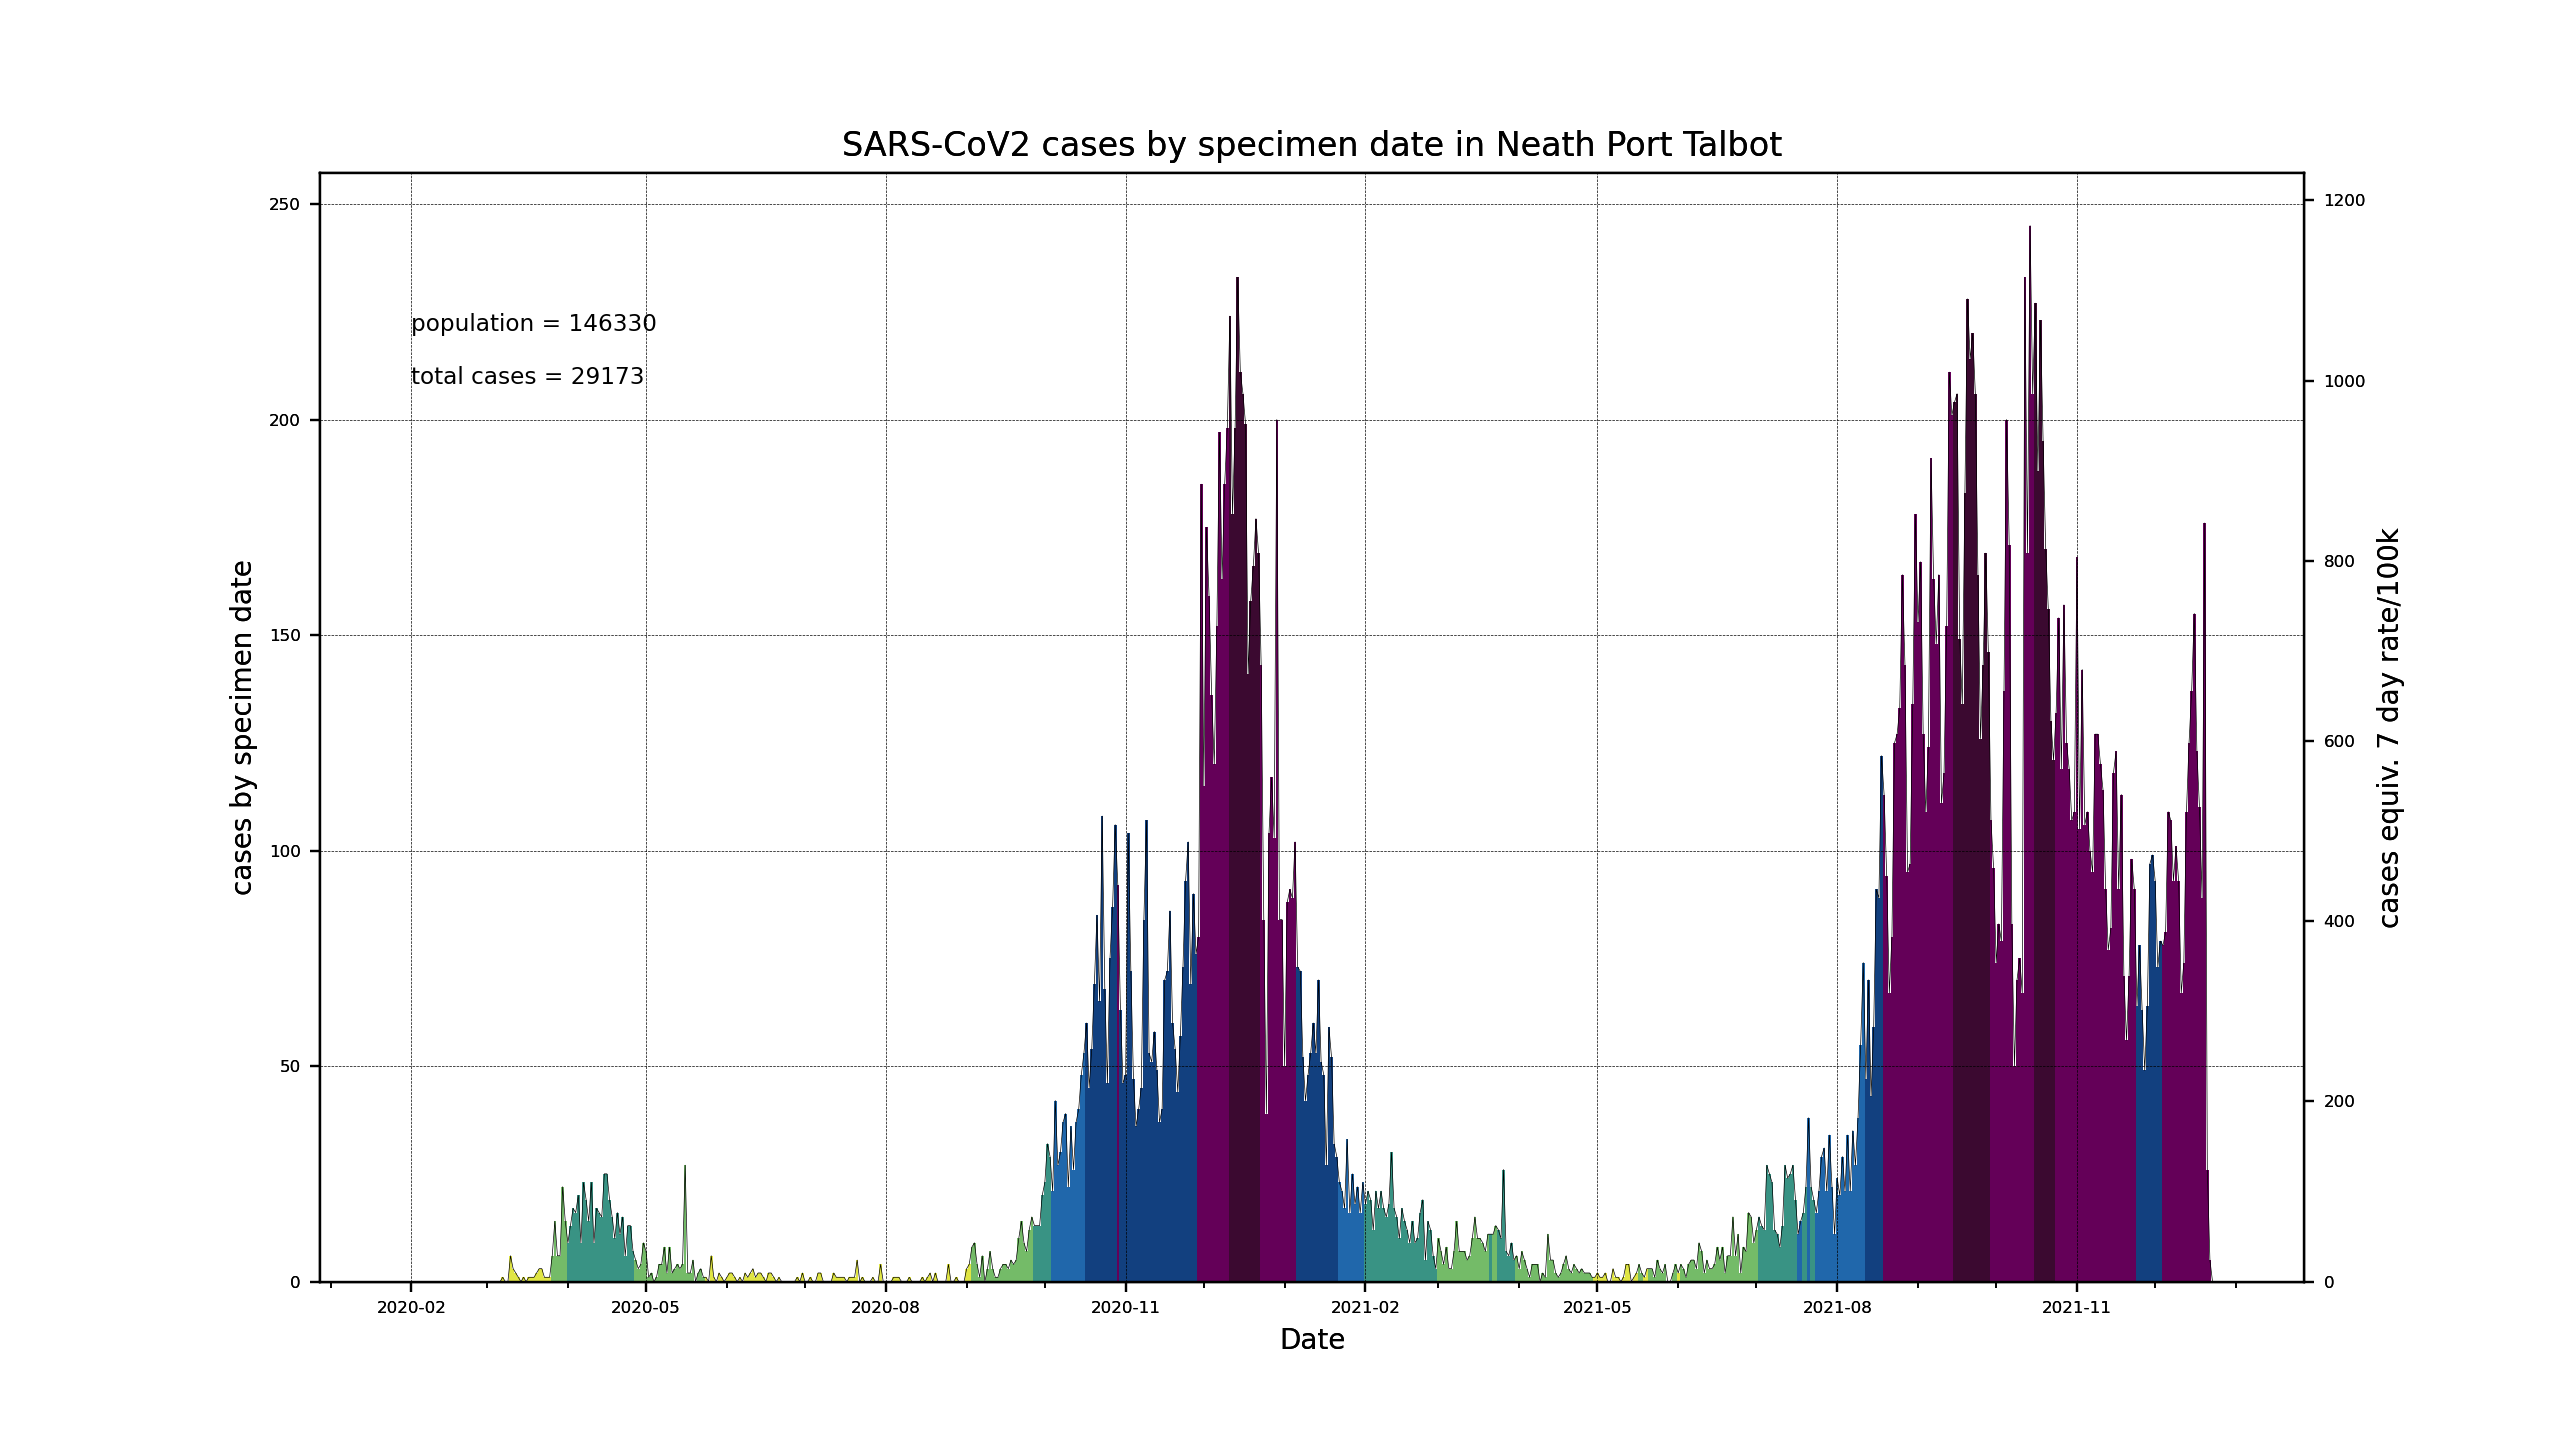 SARS-CoV2 cases by specimen date in Neath Port Talbot
250
200
150
100
50
0
cases by specimen date
population = 146330
total cases = 29173
1200
1000
800
600
400
200
0
cases equiv. 7 day rate/100k
2020-02 2020-05 2020-08 2020-11 2021-02 2021-05 2021-08 2021-11
Date